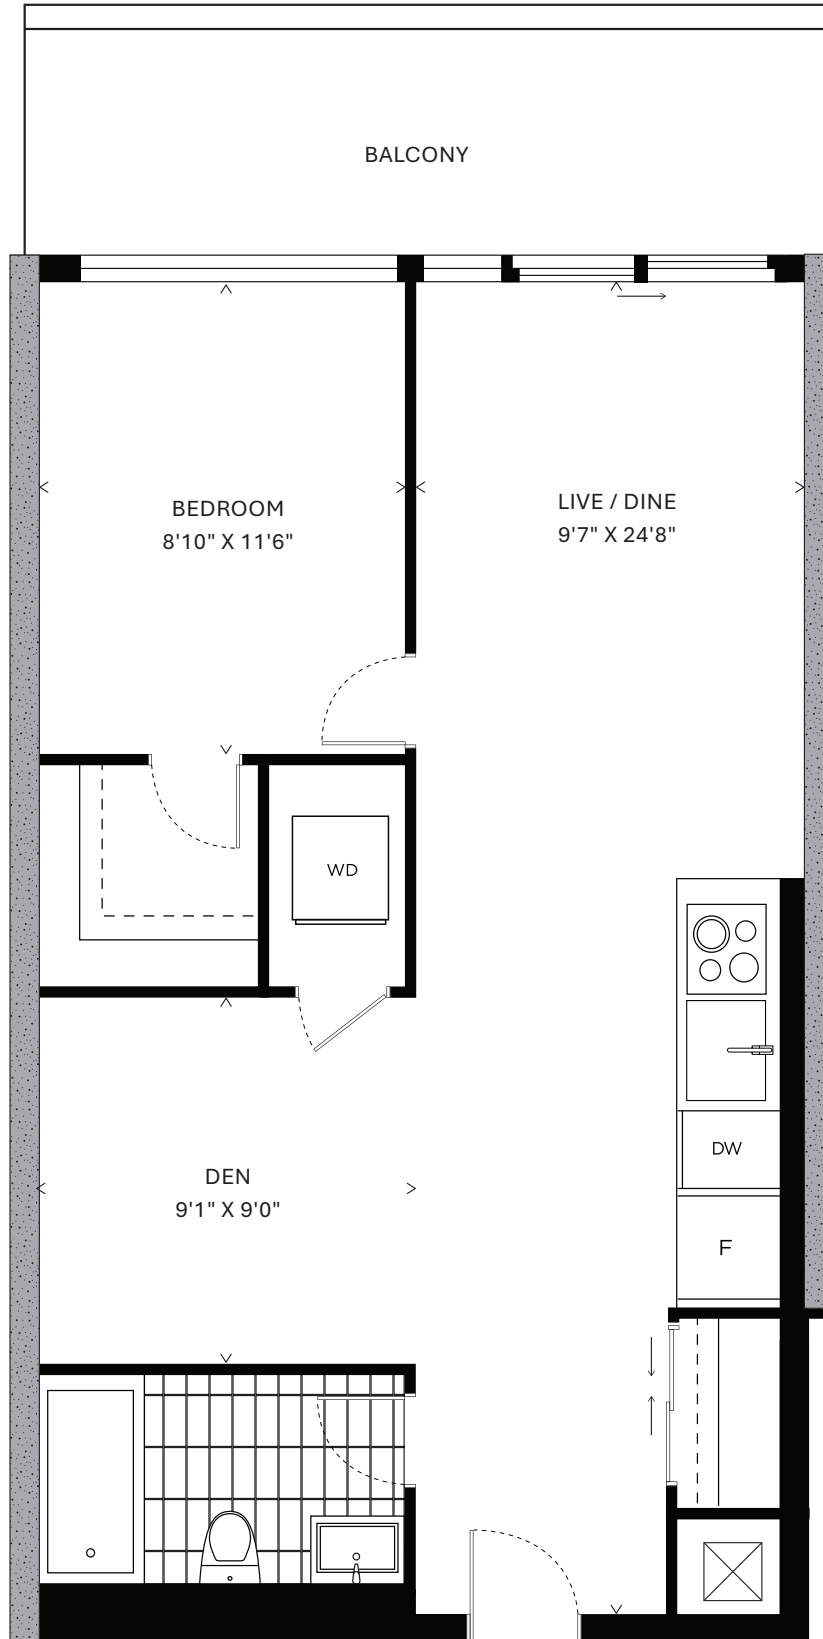 BALCONY
BEDROOM
8'10" X 11'6"
LIVE / DINE
9'7" X 24'8"
WD
DW
DEN
9'1" X 9'0"
F